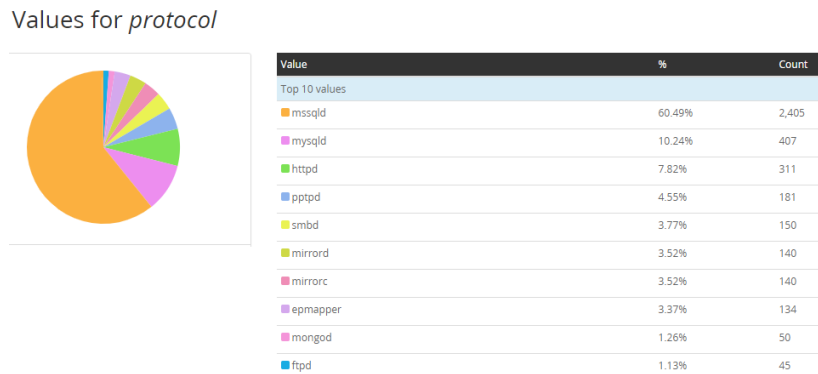 Values for protocol
Value % Count
Top 10 values
mssqld 60.49% 2,405
mysqld 10.24% 407
httpd 7.82% 311
pptpd 4.55% 181
smbd 3.77% 150
mirrord 3.52% 140
mirrorc 3.52% 140
epmapper 3.37% 134
mongod 1.26% 50
ftpd 1.13% 45